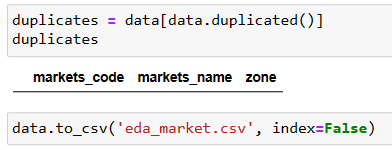 duplicates = data[data.duplicated()]
duplicates
markets_code markets_name zone
data.to_csv('eda_market.csv', index=False)